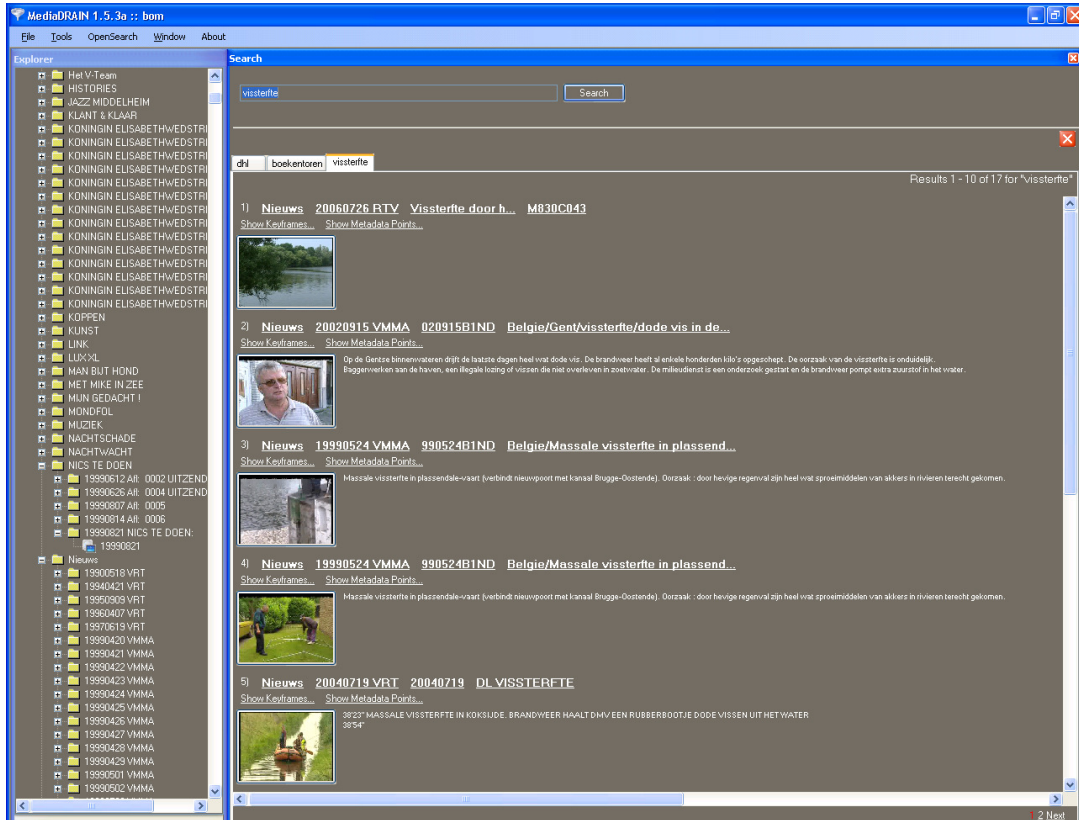 MediaDRAIN 1.5.3a :: bom
File Tools OpenSearch Window About
Explorer
Het V-Team
HISTORIES
JAZZ MIDDELHEIM
KLANT & KLAAR
KONINGIN ELISABETHWEDSTRI
KONINGIN ELISABETHWEDSTRI
KONINGIN ELISABETHWEDSTRI
KONINGIN ELISABETHWEDSTRI
KONINGIN ELISABETHWEDSTRI
KONINGIN ELISABETHWEDSTRI
KONINGIN ELISABETHWEDSTRI
KONINGIN ELISABETHWEDSTRI
KONINGIN ELISABETHWEDSTRI
KONINGIN ELISABETHWEDSTRI
KONINGIN ELISABETHWEDSTRI
KONINGIN ELISABETHWEDSTRI
KONINGIN ELISABETHWEDSTRI
KONINGIN ELISABETHWEDSTRI
KOPPEN
KUNST
LINK
LUXXL
MAN BIJT HOND
MET MIKE IN ZEE
MIJN GEDACHT !
MONDFOL
MUZIEK
NACHTSCHADE
NACHTWACHT
NICS TE DOEN
19990612 Afl: 0002 UITZEND
19990626 Afl: 0004 UITZEND
19990807 Afl: 0005
19990814 Afl: 0006
19990821 NICS TE DOEN:
19990821
Nieuws
19900518 VRT
19940421 VRT
19950909 VRT
19960407 VRT
19970619 VRT
19990420 VMMA
19990421 VMMA
19990422 VMMA
19990423 VMMA
19990424 VMMA
19990425 VMMA
19990426 VMMA
19990427 VMMA
19990428 VMMA
19990429 VMMA
19990501 VMMA
19990502 VMMA
Search
vissterfte Search
dhl boekentoren vissterfte
Results 1 - 10 of 17 for "vissterfte"
1) Nieuws 20060726 RTV Vissterfte door h... M830C043
Show Keyframes... Show Metadata Points...
2) Nieuws 20020915 VMMA 020915B1ND Belgie/Gent/vissterfte/dode vis in de...
Show Keyframes... Show Metadata Points...
Op de Gentse binnenwateren drijft de laatste dagen heel wat dode vis. De brandweer heeft al enkele honderden kilo's opgeschept. De oorzaak van de vissterfte is onduidelijk.
Baggerwerken aan de haven, een illegale lozing of vissen die niet overleven in zoetwater. De milieudienst is een onderzoek gestart en de brandweer pompt extra zuurstof in het water.
3) Nieuws 19990524 VMMA 990524B1ND Belgie/Massale vissterfte in plassend...
Show Keyframes... Show Metadata Points...
Massale vissterfte in plassendale-vaart (verbindt nieuwpoort met kanaal Brugge-Oostende). Oorzaak : door hevige regenval zijn heel wat sproeimiddelen van akkers in rivieren terecht gekomen.
4) Nieuws 19990524 VMMA 990524B1ND Belgie/Massale vissterfte in plassend...
Show Keyframes... Show Metadata Points...
Massale vissterfte in plassendale-vaart (verbindt nieuwpoort met kanaal Brugge-Oostende). Oorzaak : door hevige regenval zijn heel wat sproeimiddelen van akkers in rivieren terecht gekomen.
5) Nieuws 20040719 VRT 20040719 DL VISSTERFTE
Show Keyframes... Show Metadata Points...
38'23" MASSALE VISSTERFTE IN KOKSIJDE. BRANDWEER HAALT DMV EEN RUBBERBOOTJE DODE VISSEN UIT HET WATER
38'54"
1 2 Next